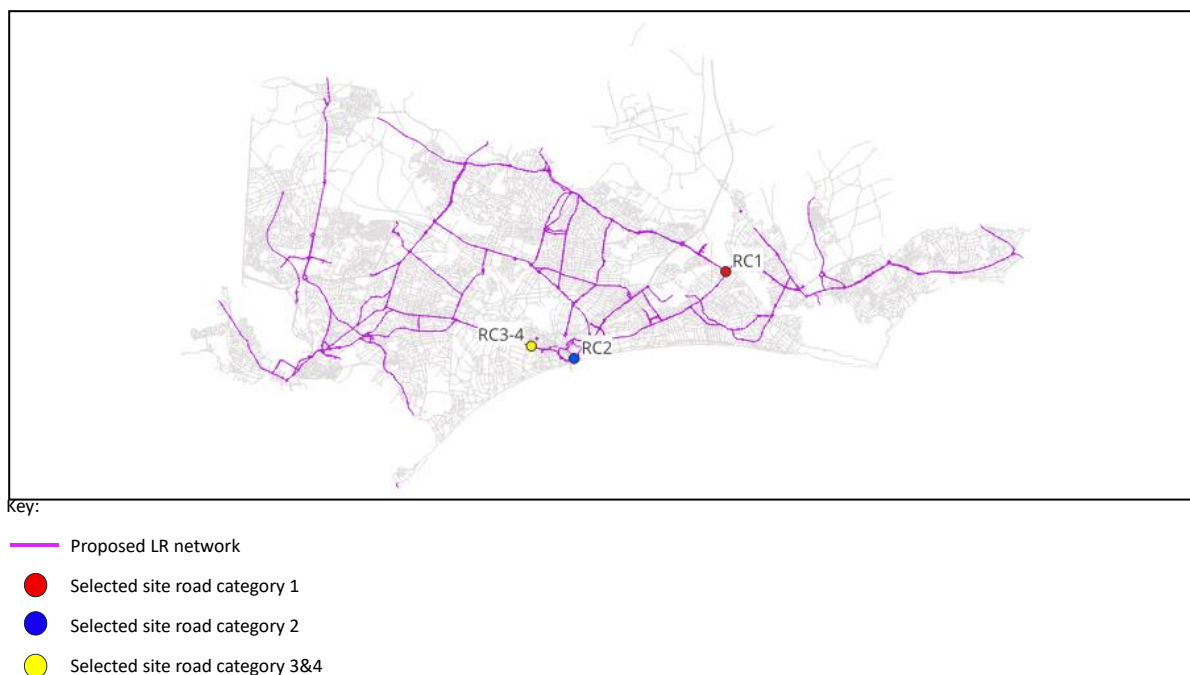 RC1
RC3-4
RC2
Key:
Proposed LR network
Selected site road category 1
Selected site road category 2
Selected site road category 3&4